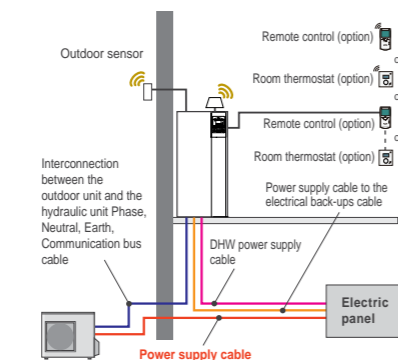 Outdoor sensor
Remote control (option)
o
Room thermostat (option)
Remote control (option)
o
Room thermostat (option)
Interconnection
between the
outdoor unit and the
hydraulic unit Phase,
Neutral, Earth,
Communication bus
cable
Power supply cable to the
electrical back-ups cable
DHW power supply
cable
Electric
panel
Power supply cable